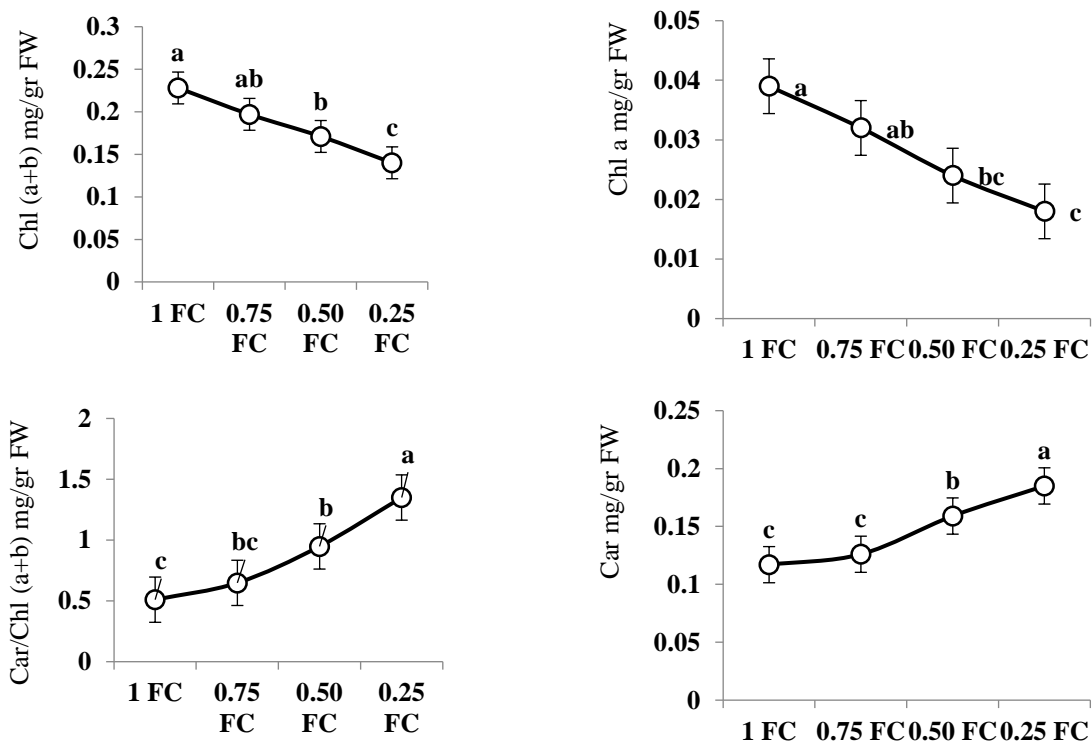 Chl (a+b) mg/gr FW
0.3
0.25
0.2
0.15
0.1
0.05
0
a
ab
b
c
1 FC
0.75
FC
0.50
FC
0.25
FC
Chl a mg/gr FW
0.05
0.04
0.03
0.02
0.01
0
a
ab
bc
c
1 FC 0.75 FC 0.50 FC 0.25 FC
Car/Chl (a+b) mg/gr FW
2
1.5
1
0.5
0
c
bc
b
a
1 FC
0.75
FC
0.50
FC
0.25
FC
Car mg/gr FW
0.25
0.2
0.15
0.1
0.05
0
c
c
b
a
1 FC 0.75 FC 0.50 FC 0.25 FC